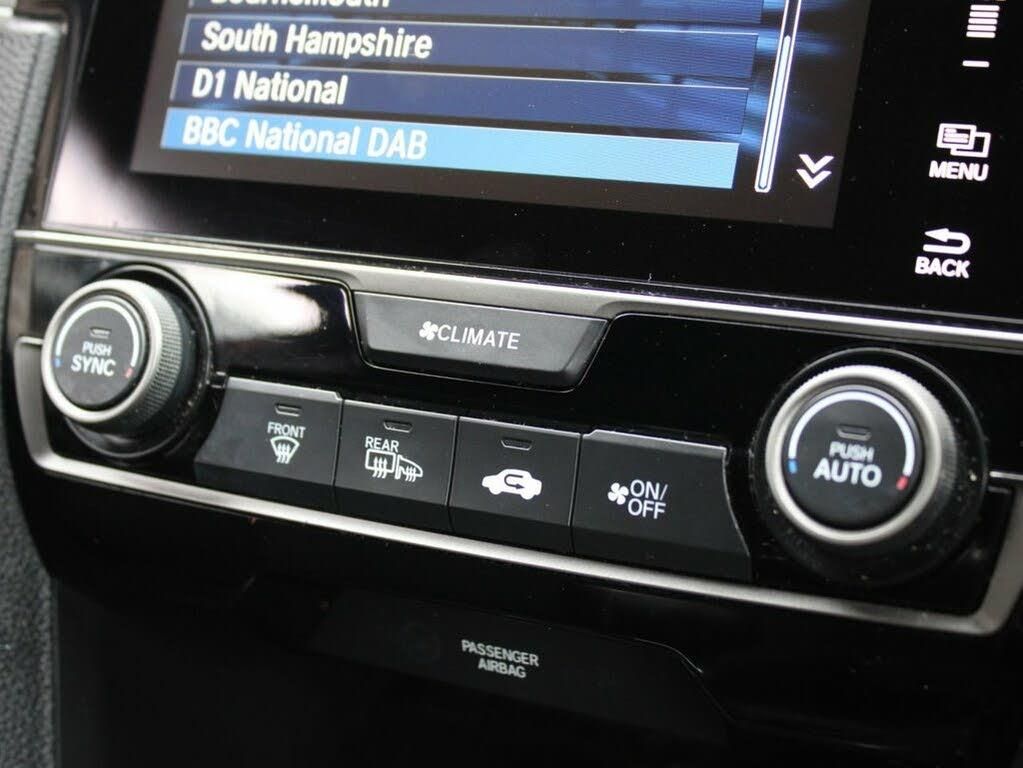 Bournemouth
South Hampshire
D1 National
BBC National DAB
MENU
BACK
CLIMATE
PUSH
SYNC
FRONT
REAR
ON/
OFF
PUSH
AUTO
PASSENGER
AIRBAG